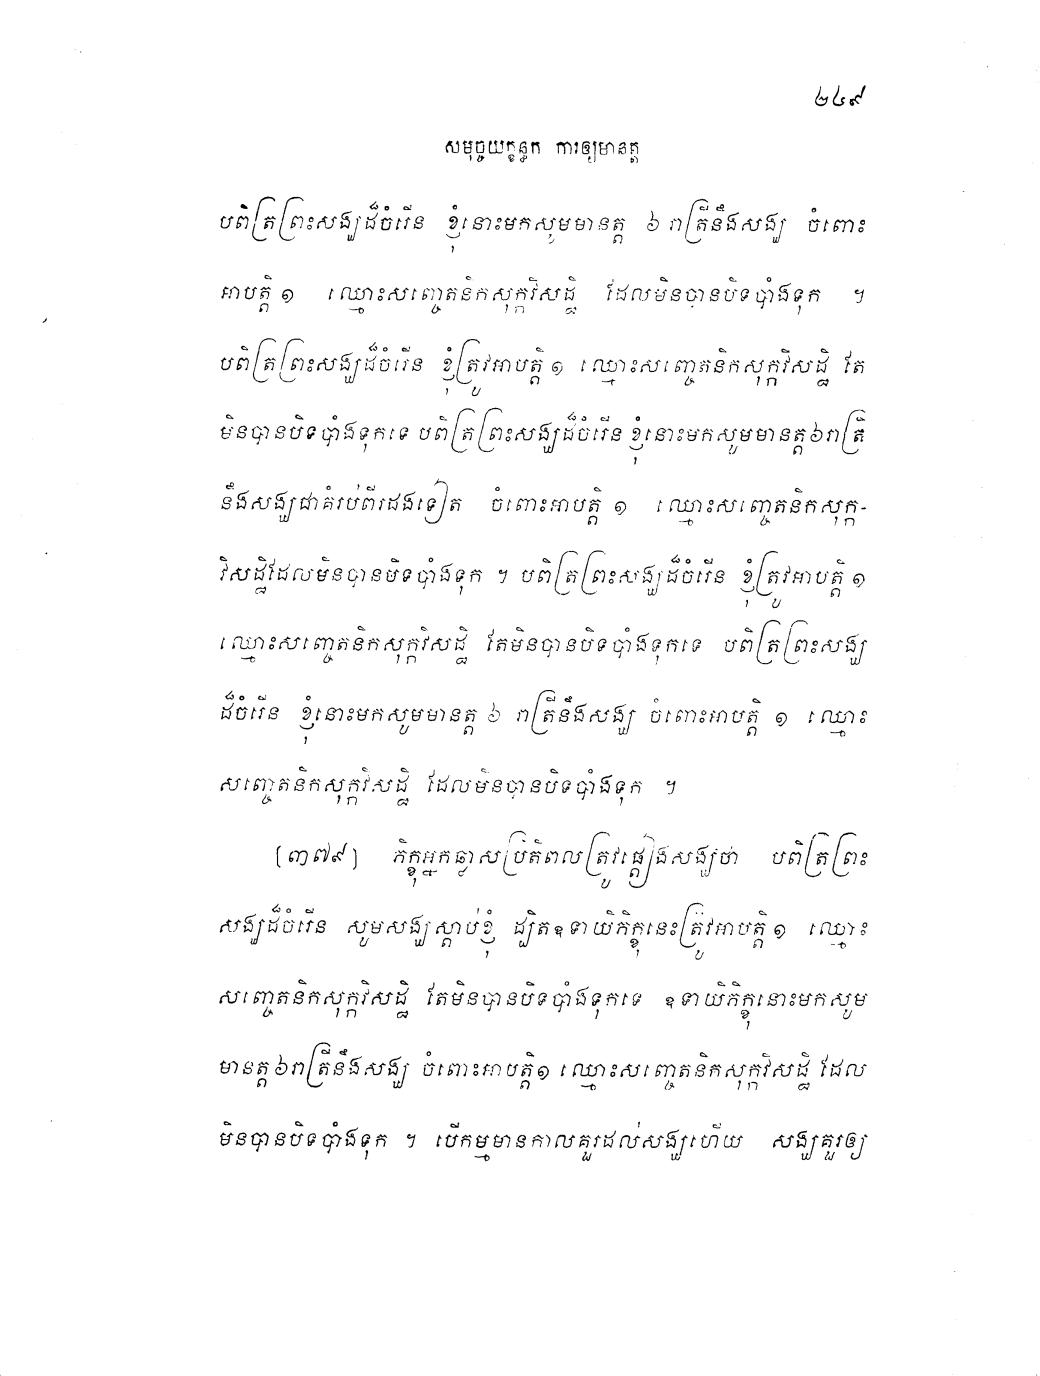 ២៤៩
សមុច្ចយក្ខន្ធក ការឲ្យមានត្ត
បពិត្រព្រះសង្ឃដ៏ចំរើន ខ្ញុំនោះមកសូមមានត្ត ៦ រាត្រីនឹងសង្ឃ ចំពោះ
អាបត្តិ ១ ឈ្មោះសញ្ចេតនិកសុក្កវិសដ្ឋិ ដែលមិនបានបិទបាំងទុក ។
បពិត្រព្រះសង្ឃដ៏ចំរើន ខ្ញុំត្រូវអាបត្តិ ១ ឈ្មោះសញ្ចេតនិកសុក្កវិសដ្ឋិ តែ
មិនបានបិទបាំងទុកទេ បពិត្រព្រះសង្ឃដ៏ចំរើន ខ្ញុំនោះមកសូមមានត្ត ៦ រាត្រី
នឹងសង្ឃជាគំរប់ពីរដងទៀត ចំពោះអាបត្តិ ១ ឈ្មោះសញ្ចេតនិកសុក្ក-
វិសដ្ឋិដែលមិនបានបិទបាំងទុក ។ បពិត្រព្រះសង្ឃដ៏ចំរើន ខ្ញុំត្រូវអាបត្តិ ១
ឈ្មោះសញ្ចេតនិកសុក្កវិសដ្ឋិ តែមិនបានបិទបាំងទុកទេ បពិត្រព្រះសង្ឃ
ដ៏ចំរើន ខ្ញុំនោះមកសូមមានត្ត ៦ រាត្រីនឹងសង្ឃ ចំពោះអាបត្តិ ១ ឈ្មោះ
សញ្ចេតនិកសុក្កវិសដ្ឋិ ដែលមិនបានបិទបាំងទុក ។
[៣៧៩] ភិក្ខុអ្នកឆ្លាសប្រតិពលត្រូវផ្តៀងសង្ឃថា បពិត្រព្រះ
សង្ឃដ៏ចំរើន សូមសង្ឃស្តាប់ខ្ញុំ ដ្បិតឧទាយិភិក្ខុនេះត្រូវអាបត្តិ ១ ឈ្មោះ
សញ្ចេតនិកសុក្កវិសដ្ឋិ តែមិនបានបិទបាំងទុកទេ ឧទាយិភិក្ខុនោះមកសូម
មានត្ត ៦ រាត្រីនឹងសង្ឃ ចំពោះអាបត្តិ ១ ឈ្មោះសញ្ចេតនិកសុក្កវិសដ្ឋិ ដែល
មិនបានបិទបាំងទុក ។ បើកម្មមានកាលគួរដល់សង្ឃហើយ សង្ឃគួរឲ្យ